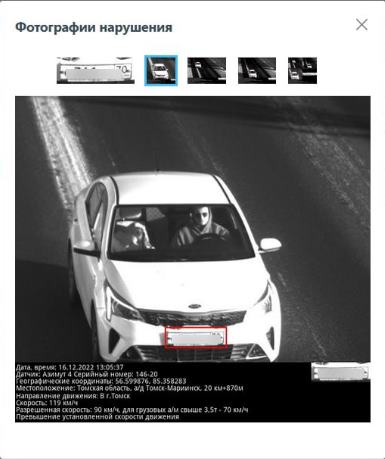 Фотографии нарушения
Дата, время: 16.12.2022 13:05:37
Датчик: Азимут 4 Серийный номер: 146-20
Географические координаты: 56.599876, 85.358283
Местоположение: Томская область, а/д Томск-Мариинск, 20 км+870м
Направление движения: В г.Томск
Скорость: 119 км/ч
Разрешенная скорость: 90 км/ч, для грузовых а/м свыше 3,5т - 70 км/ч
Превышение установленной скорости движения